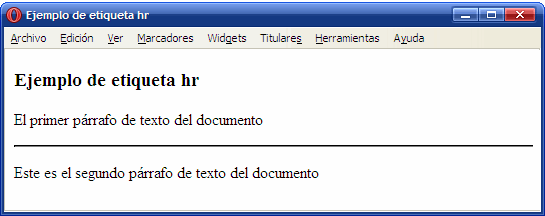 Ejemplo de etiqueta hr
Archivo Edición Ver Marcadores Widgets Titulares Herramientas Ayuda
Ejemplo de etiqueta hr
El primer párrafo de texto del documento
Este es el segundo párrafo de texto del documento